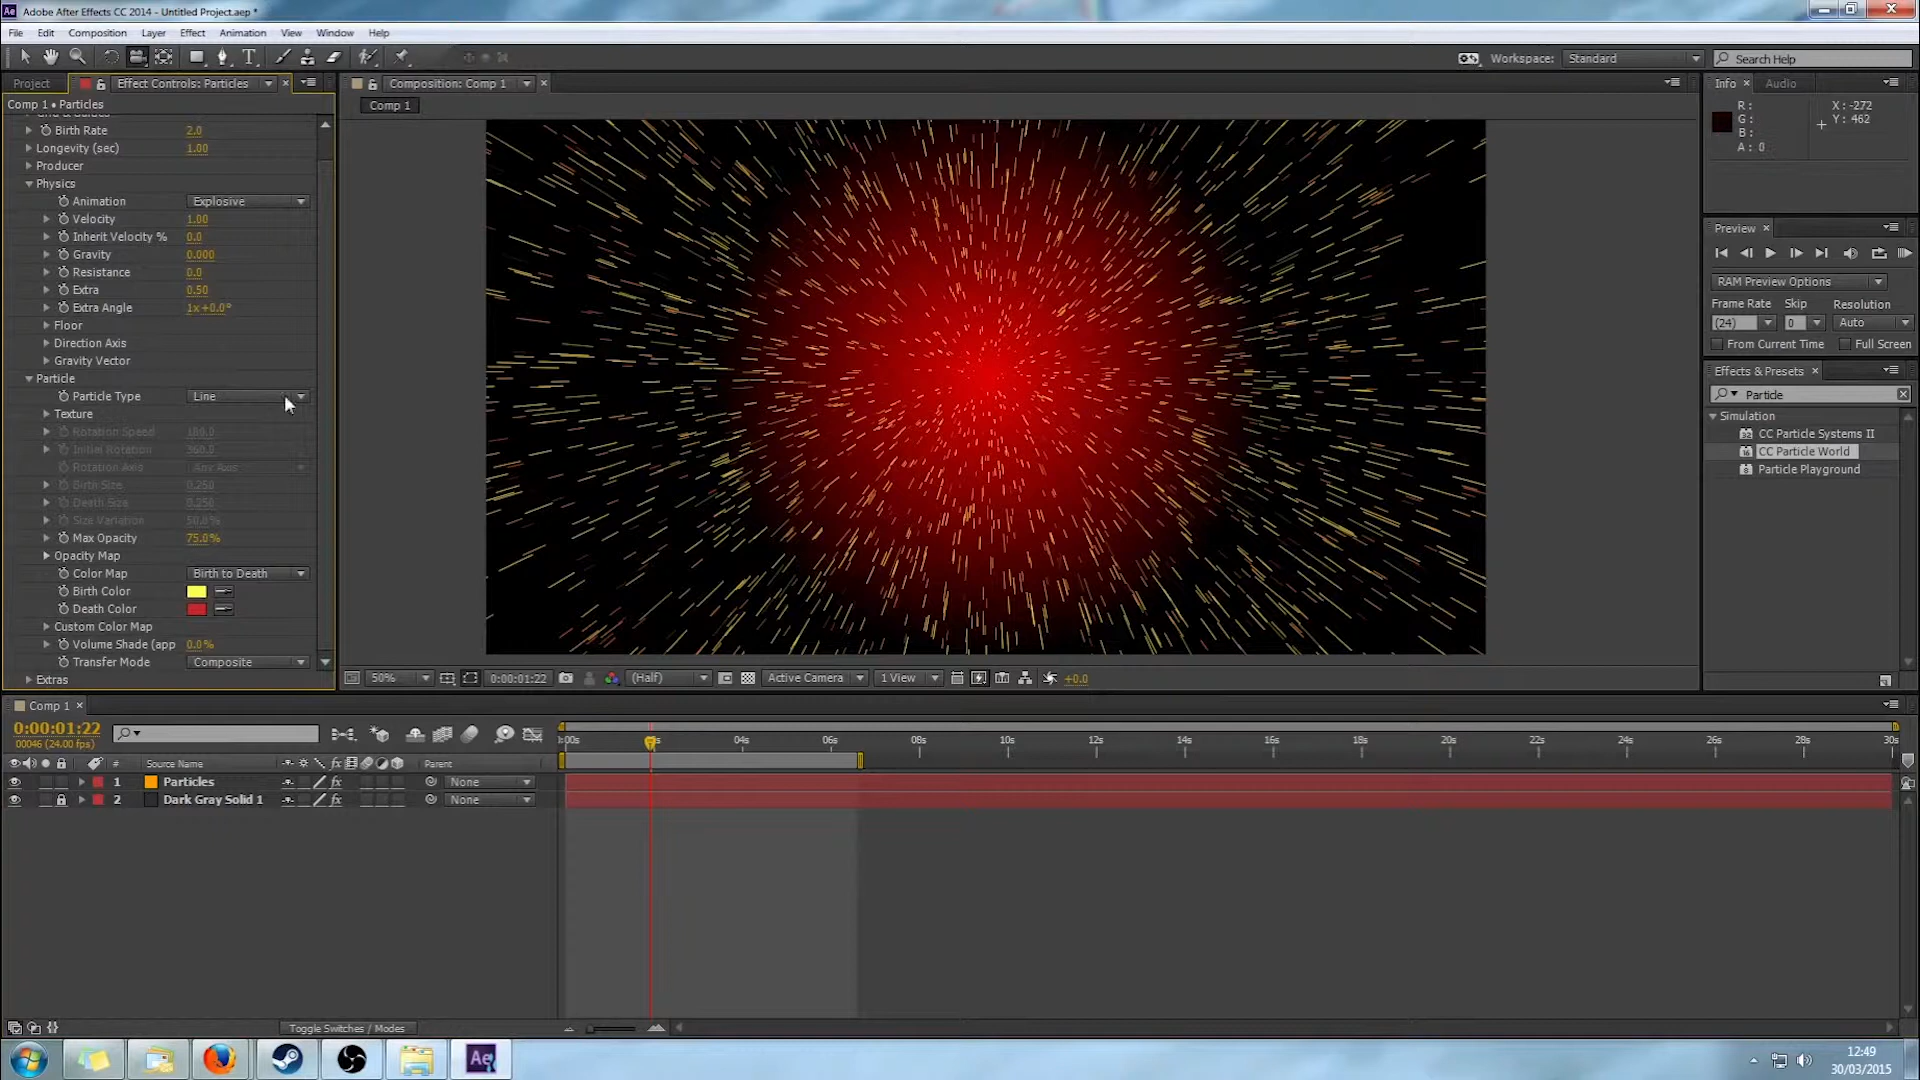 Ae Adobe After Effects CC 2014 - Untitled Project.aep *
File Edit Composition Layer Effect Animation View Window Help
Workspace: Standard Search Help
Project Effect Controls: Particles
Comp 1 • Particles
Birth Rate 2.0
Longevity (sec) 1.00
Producer
Physics
Animation Explosive
Velocity 1.00
Inherit Velocity % 0.0
Gravity 0.000
Resistance 0.0
Extra 0.50
Extra Angle 1x+0.0°
Floor
Direction Axis
Gravity Vector
Particle
Particle Type Line
Texture
Rotation Speed 180.0
Initial Rotation 360.0
Rotation Axis Any Axis
Birth Size 0.250
Death Size 0.250
Size Variation 50.0%
Max Opacity 75.0%
Opacity Map
Color Map Birth to Death
Birth Color
Death Color
Custom Color Map
Volume Shade (app 0.0%
Transfer Mode Composite
Extras
Composition: Comp 1
Comp 1
50% 0:00:01:22 (Half) Active Camera 1 View +0.0
Info Audio
R: X: -272
G: Y: 462
B:
A: 0
Preview
RAM Preview Options
Frame Rate Skip Resolution
(24) 0 Auto
From Current Time Full Screen
Effects & Presets
Particle
Simulation
32 CC Particle Systems II
16 CC Particle World
8 Particle Playground
Comp 1
0:00:01:22
00046 (24.00 fps)
# Source Name fx Parent
1 Particles fx None
2 Dark Gray Solid 1 fx None
04s 06s 08s 10s 12s 14s 16s 18s 20s 22s 24s 26s 28s 30s
Toggle Switches / Modes
Ae
12:49
30/03/2015